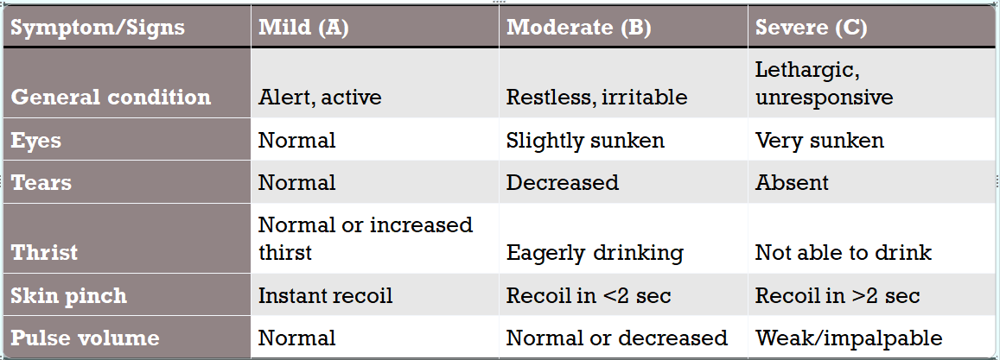 Symptom/Signs Mild (A) Moderate (B) Severe (C)
General condition Alert, active Restless, irritable Lethargic,
unresponsive
Eyes Normal Slightly sunken Very sunken
Tears Normal Decreased Absent
Thrist Normal or increased
thirst Eagerly drinking Not able to drink
Skin pinch Instant recoil Recoil in <2 sec Recoil in >2 sec
Pulse volume Normal Normal or decreased Weak/impalpable